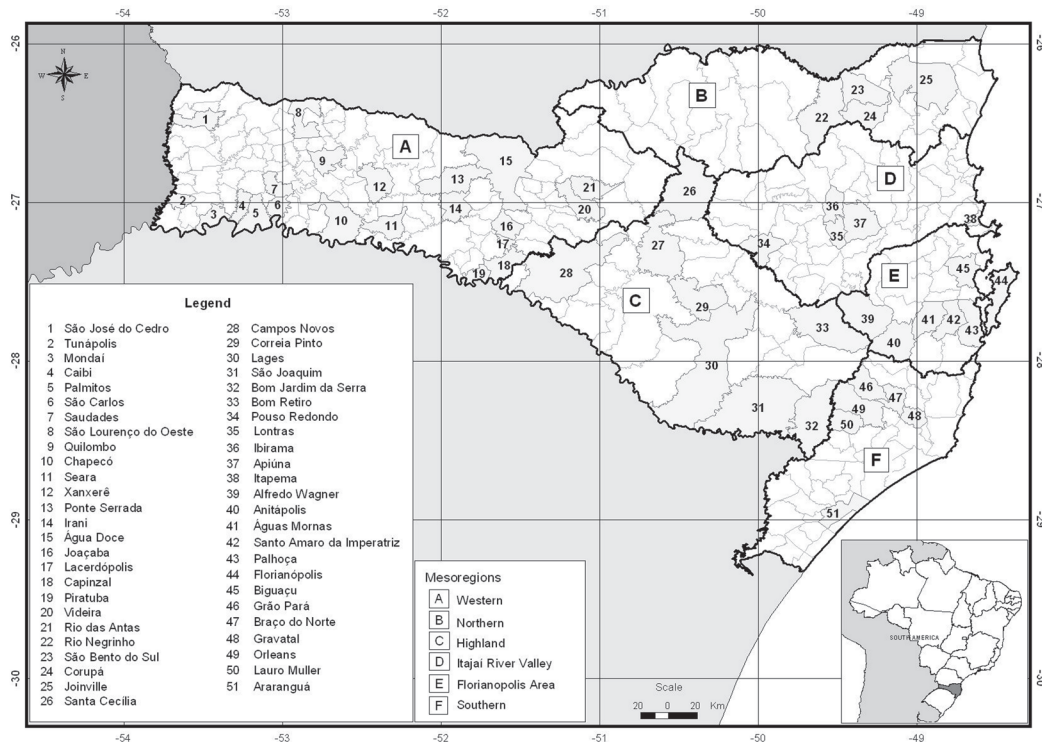 -54
-53
-52
-51
-50
-49
-26
-27
-28
-29
-30
-26
-27
-28
-29
-30
N
W
E
S
A
B
C
D
E
F
1
2
3
4
5
6
7
8
9
10
11
12
13
14
15
16
17
18
19
20
21
22
23
24
25
26
27
28
29
30
31
32
33
34
35
36
37
38
39
40
41
42
43
44
45
46
47
48
49
50
51
Legend
1 São José do Cedro
2 Tunápolis
3 Mondaí
4 Caibi
5 Palmitos
6 São Carlos
7 Saudades
8 São Lourenço do Oeste
9 Quilombo
10 Chapecó
11 Seara
12 Xanxerê
13 Ponte Serrada
14 Irani
15 Água Doce
16 Joaçaba
17 Lacerdópolis
18 Capinzal
19 Piratuba
20 Videira
21 Rio das Antas
22 Rio Negrinho
23 São Bento do Sul
24 Corupá
25 Joinville
26 Santa Cecília
28 Campos Novos
29 Correia Pinto
30 Lages
31 São Joaquim
32 Bom Jardim da Serra
33 Bom Retiro
34 Pouso Redondo
35 Lontras
36 Ibirama
37 Apiúna
38 Itapema
39 Alfredo Wagner
40 Anitápolis
41 Águas Mornas
42 Santo Amaro da Imperatriz
43 Palhoça
44 Florianópolis
45 Biguaçu
46 Grão Pará
47 Braço do Norte
48 Gravatal
49 Orleans
50 Lauro Muller
51 Araranguá
Mesoregions
A Western
B Northern
C Highland
D Itajaí River Valley
E Florianopolis Area
F Southern
Scale
20 0 20 Km
SOUTH AMERICA
-54
-53
-52
-51
-50
-49